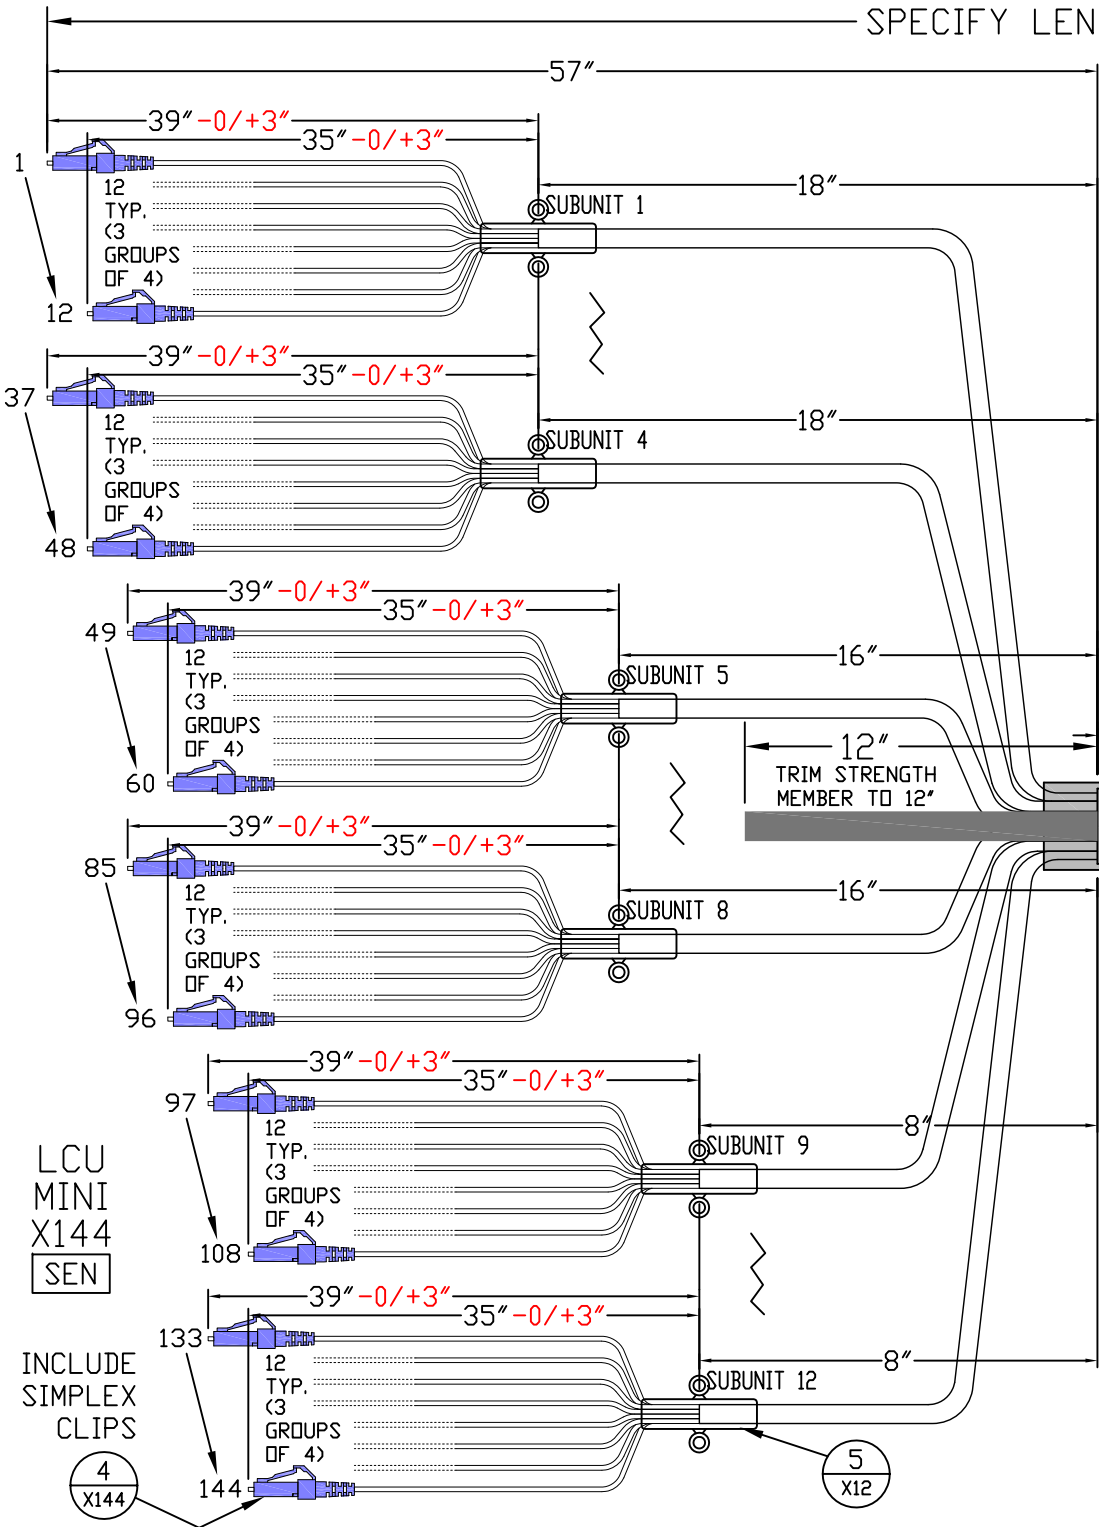 SPECIFY LEN
57"
39" -0/+3"
35" -0/+3"
1
18"
12
TYP.
(3
GROUPS
OF 4)
SUBUNIT 1
12
39" -0/+3"
35" -0/+3"
37
18"
12
TYP.
(3
GROUPS
OF 4)
SUBUNIT 4
48
39" -0/+3"
35" -0/+3"
49
16"
12
TYP.
(3
GROUPS
OF 4)
SUBUNIT 5
60
12"
TRIM STRENGTH
MEMBER TO 12"
39" -0/+3"
35" -0/+3"
85
16"
12
TYP.
(3
GROUPS
OF 4)
SUBUNIT 8
96
39" -0/+3"
35" -0/+3"
97
8"
12
TYP.
(3
GROUPS
OF 4)
SUBUNIT 9
108
LCU
MINI
X144
SEN
39" -0/+3"
35" -0/+3"
133
8"
12
TYP.
(3
GROUPS
OF 4)
SUBUNIT 12
144
INCLUDE
SIMPLEX
CLIPS
4
X144
5
X12